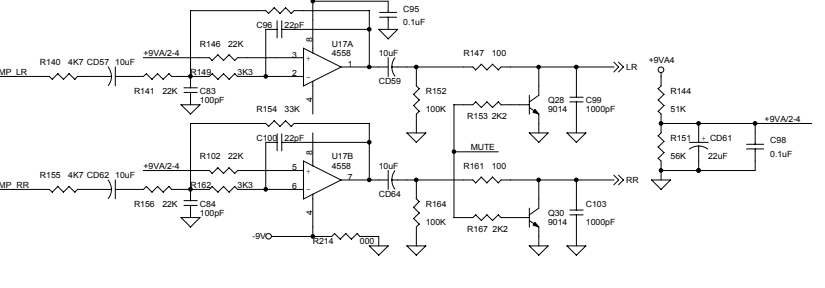 C95
0.1uF
C96 22pF
8
U17A
4558
+9VA/2-4 R146 22K 3
+
1
R140 4K7 CD57 10uF
MP_LR
R149 3K3 2
-
R141 22K C83
100pF
4
10uF
CD59
R147 100
LR
R152
100K
R153 2K2
Q28
9014
C99
1000pF
+9VA4
R144
51K
+9VA/2-4
R151
56K
+ CD61
22uF
C98
0.1uF
R154 33K
C100 22pF
8
U17B
4558
MUTE
+9VA/2-4 R102 22K 5
+
7
R155 4K7 CD62 10uF
MP_RR
R162 3K3 6
-
R156 22K C84
100pF
4
10uF
CD64
R161 100
RR
R164
100K
R167 2K2
Q30
9014
C103
1000pF
-9V
R214 000